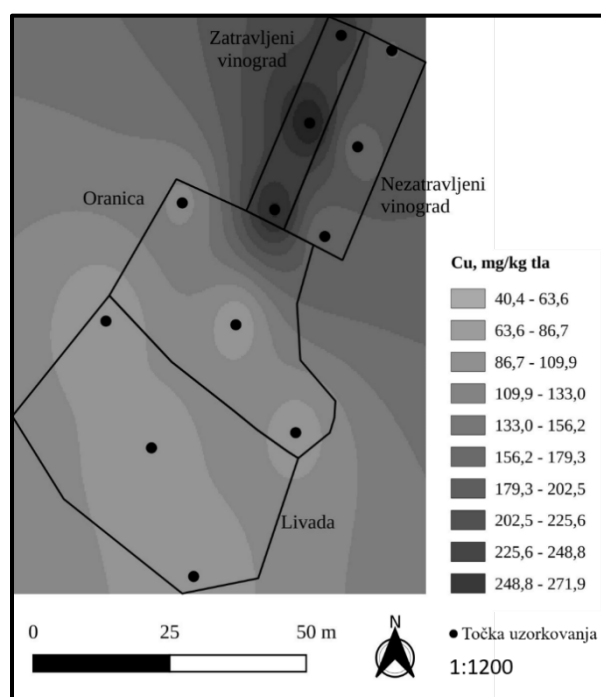 Zatravljeni
vinograd
Oranica
Nezatravljeni
vinograd
Livada
Cu, mg/kg tla
40,4 - 63,6
63,6 - 86,7
86,7 - 109,9
109,9 - 133,0
133,0 - 156,2
156,2 - 179,3
179,3 - 202,5
202,5 - 225,6
225,6 - 248,8
248,8 - 271,9
0 25 50 m
N
Točka uzorkovanja
1:1200